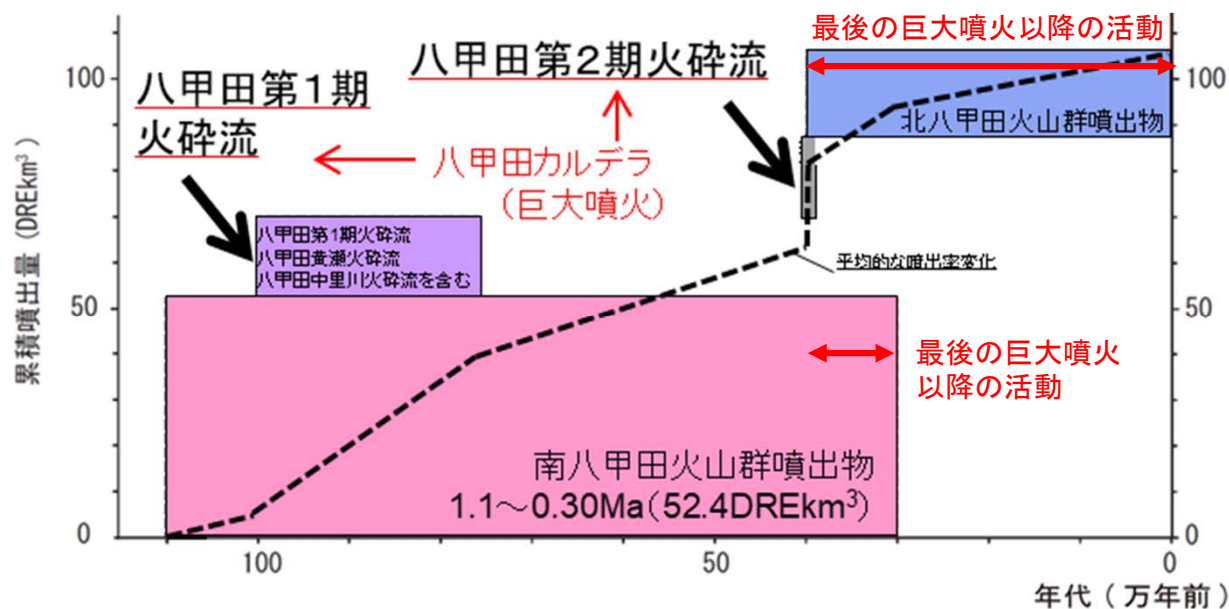 最後の巨大噴火以降の活動
八甲田第2期火砕流
八甲田第1期
火砕流
八甲田カルデラ
(巨大噴火)
北八甲田火山群噴出物
八甲田第1期火砕流
八甲田黄瀬火砕流
八甲田中里川火砕流を含む
平均的な噴出率変化
最後の巨大噴火
以降の活動
南八甲田火山群噴出物
1.1～0.30Ma(52.4DREkm³)
累積噴出量(DREkm³)
100
50
0
100
50
0
100
50
0
年代(万年前)